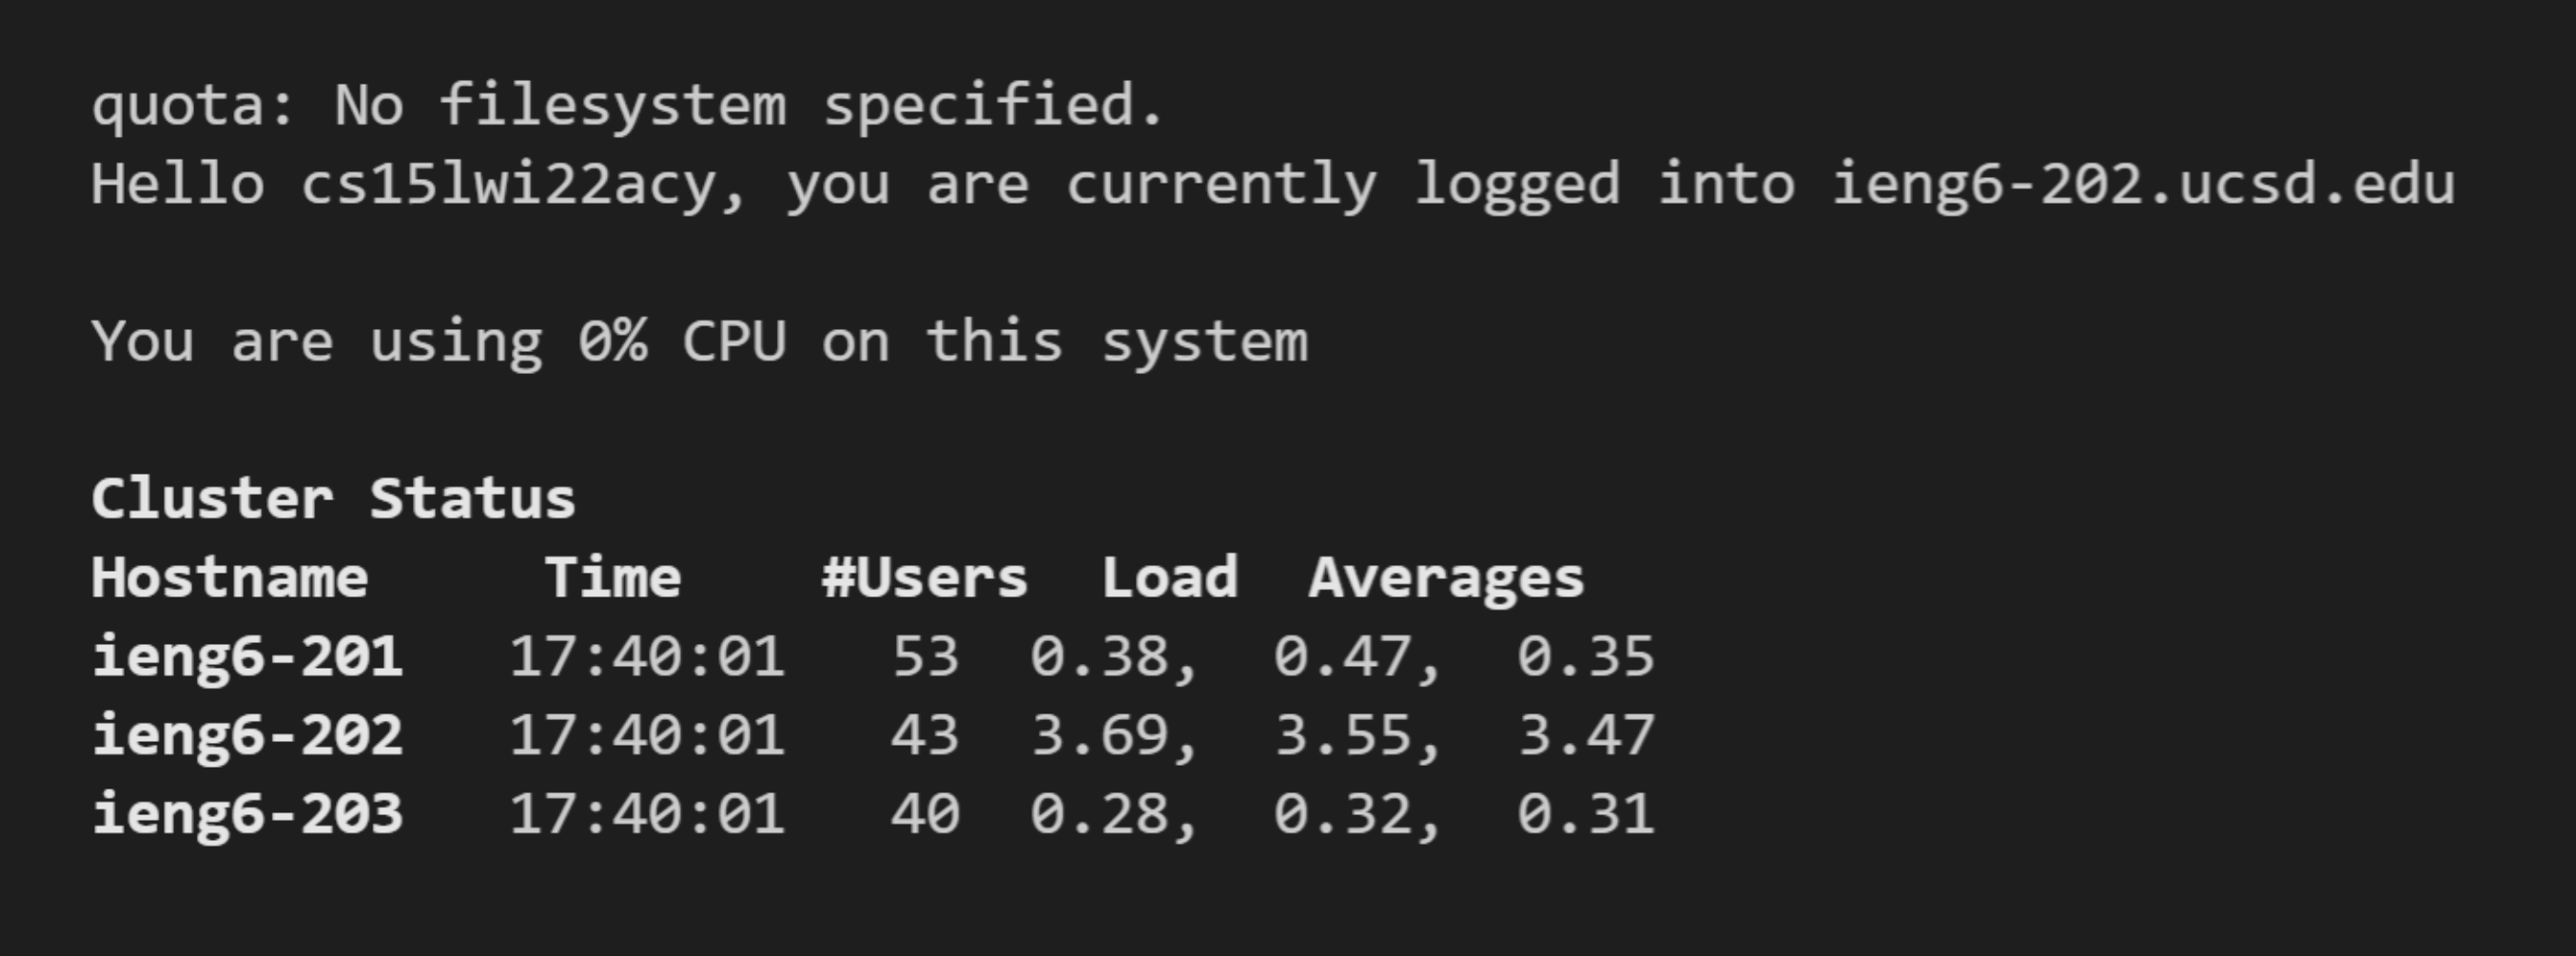 quota: No filesystem specified.
Hello cs15lwi22acy, you are currently logged into ieng6-202.ucsd.edu
You are using 0% CPU on this system
Cluster Status
Hostname     Time    #Users  Load  Averages
ieng6-201   17:40:01   53  0.38,  0.47,  0.35
ieng6-202   17:40:01   43  3.69,  3.55,  3.47
ieng6-203   17:40:01   40  0.28,  0.32,  0.31